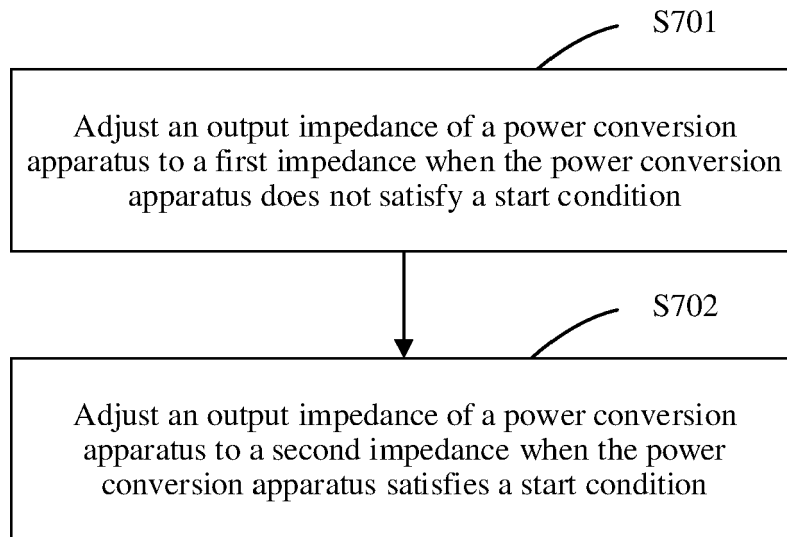 S701
Adjust an output impedance of a power conversion
apparatus to a first impedance when the power conversion
apparatus does not satisfy a start condition
S702
Adjust an output impedance of a power conversion
apparatus to a second impedance when the power
conversion apparatus satisfies a start condition